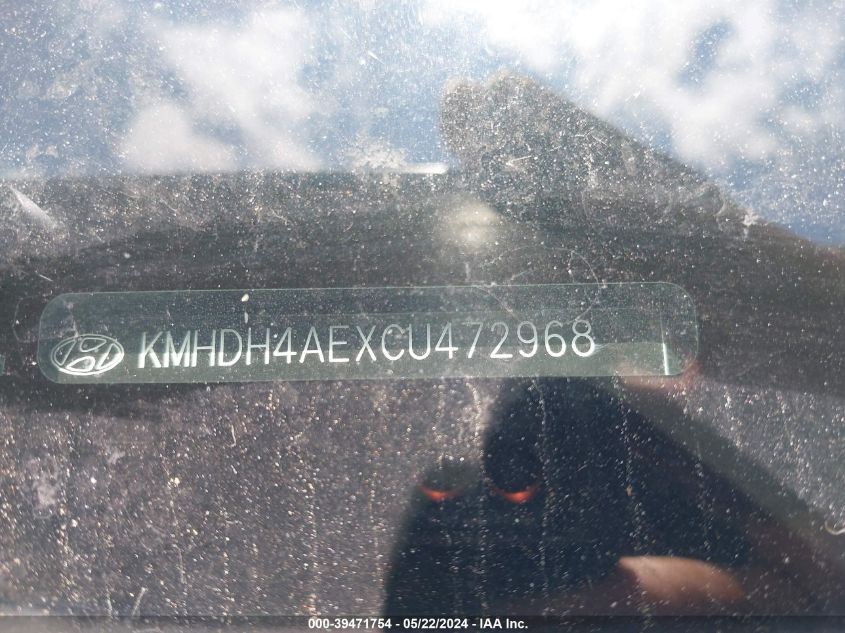 KMHDH4AEXCU472968
000-39471754 - 05/22/2024 - IAA Inc.